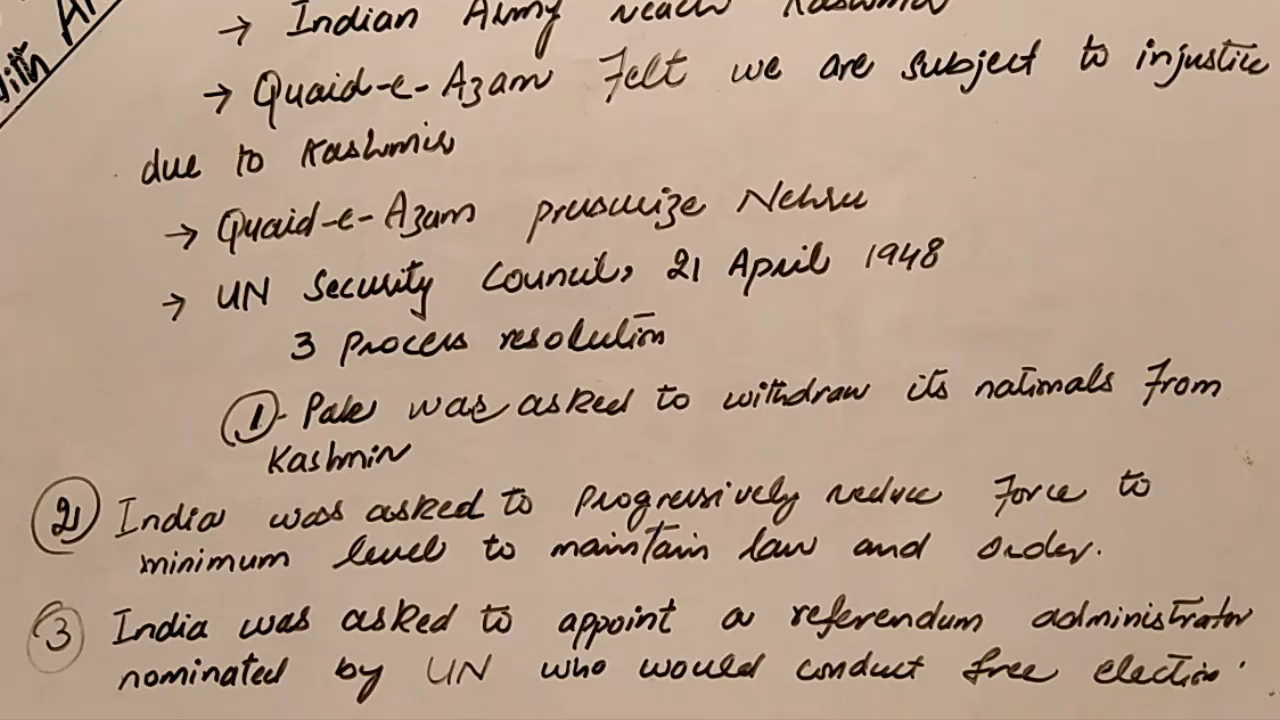 With
→ Indian Army reach Kashmir
→ Quaid-e-Azam Felt we are subject to injustice
due to Kashmir
→ Quaid-e-Azam pressurize Nehru
→ UN Security Council, 21 April 1948
3 Process resolution
1- Pak was asked to withdraw its nationals from
Kashmir
2) India was asked to progressively reduce force to
minimum level to maintain law and order.
3 India was asked to appoint a referendum administrator
nominated by UN who would conduct free election.